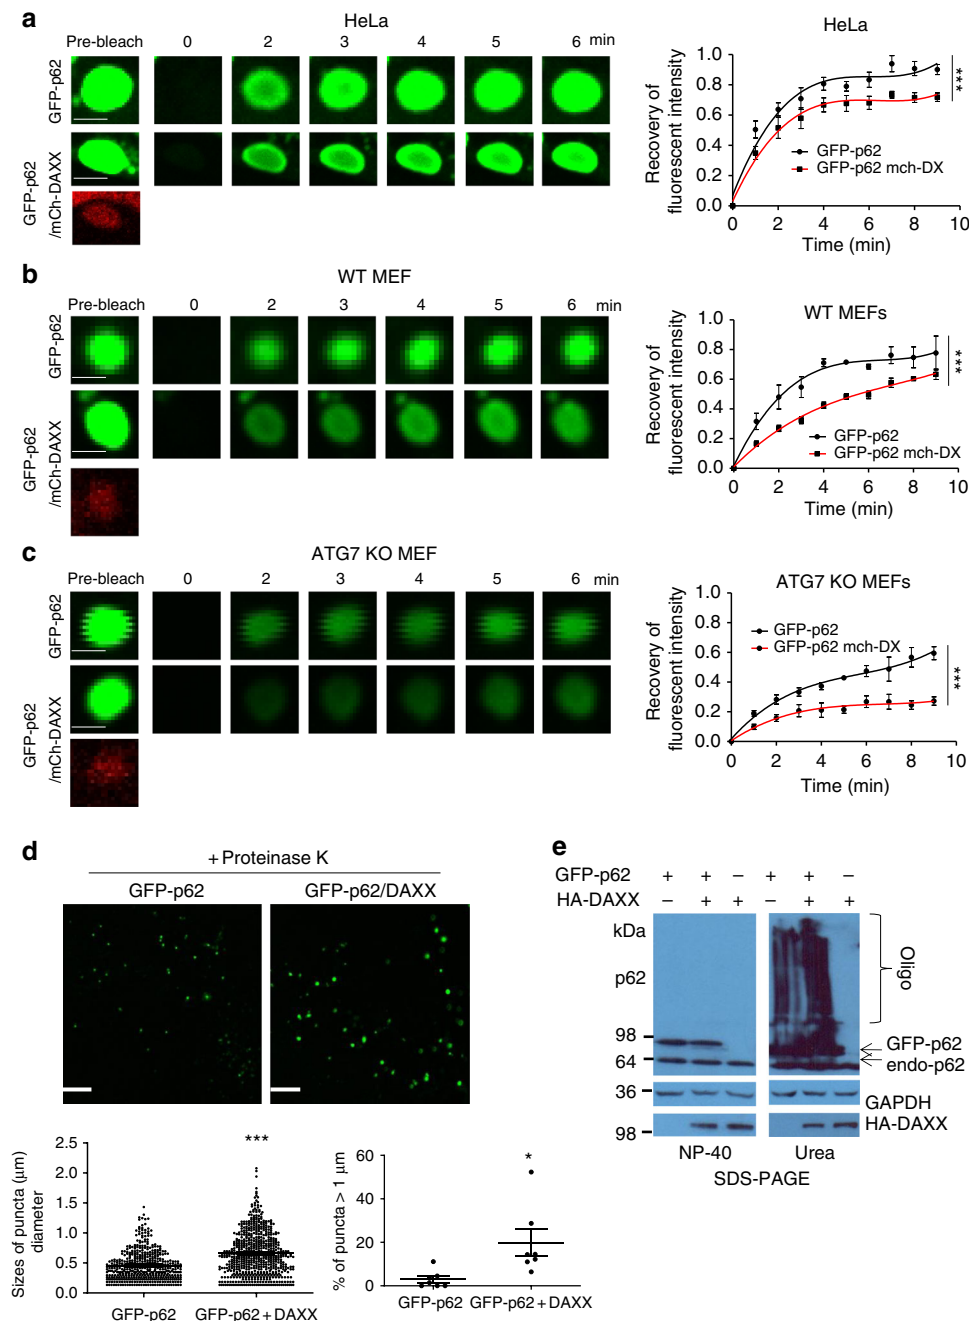 a
HeLa
Pre-bleach 0 2 3 4 5 6 min
GFP-p62
GFP-p62
/mCh-DAXX
HeLa
Recovery of
fluorescent intensity
1.0
0.8
0.6
0.4
0.2
0.0
***
GFP-p62
GFP-p62 mch-DX
0 2 4 6 8 10
Time (min)
b
WT MEF
Pre-bleach 0 2 3 4 5 6 min
GFP-p62
GFP-p62
/mCh-DAXX
WT MEFs
Recovery of
fluorescent intensity
1.0
0.8
0.6
0.4
0.2
0.0
***
GFP-p62
GFP-p62 mch-DX
0 2 4 6 8 10
Time (min)
c
ATG7 KO MEF
Pre-bleach 0 2 3 4 5 6 min
GFP-p62
GFP-p62
/mCh-DAXX
ATG7 KO MEFs
Recovery of
fluorescent intensity
1.0
0.8
0.6
0.4
0.2
0.0
***
GFP-p62
GFP-p62 mch-DX
0 2 4 6 8 10
Time (min)
d
+Proteinase K
GFP-p62 GFP-p62/DAXX
Sizes of puncta (μm)
diameter
2.5
2.0
1.5
1.0
0.5
0.0
***
GFP-p62 GFP-p62+DAXX
% of puncta > 1 μm
60
40
20
0
*
GFP-p62 GFP-p62+DAXX
e
GFP-p62 + + − + + −
HA-DAXX − + + − + +
kDa
p62
Oligo
98
GFP-p62
64
endo-p62
36
GAPDH
98
HA-DAXX
NP-40 Urea
SDS-PAGE